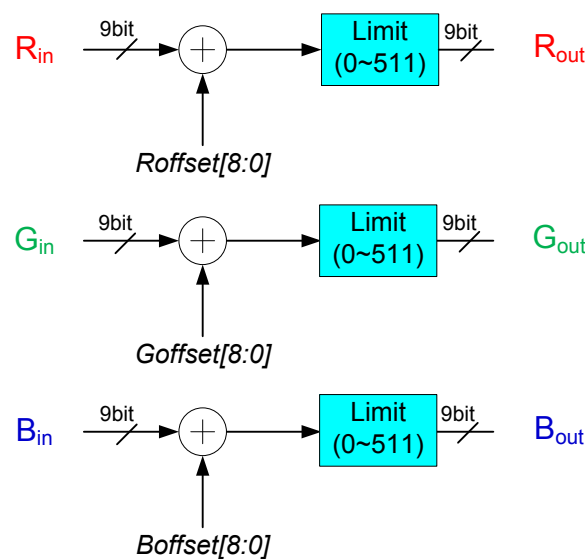 9bit
Limit
9bit
Rin
(0~511)
Rout
Roffset[8:0]
9bit
Limit
9bit
Gin
(0~511)
Gout
Goffset[8:0]
9bit
Limit
9bit
Bin
(0~511)
Bout
Boffset[8:0]